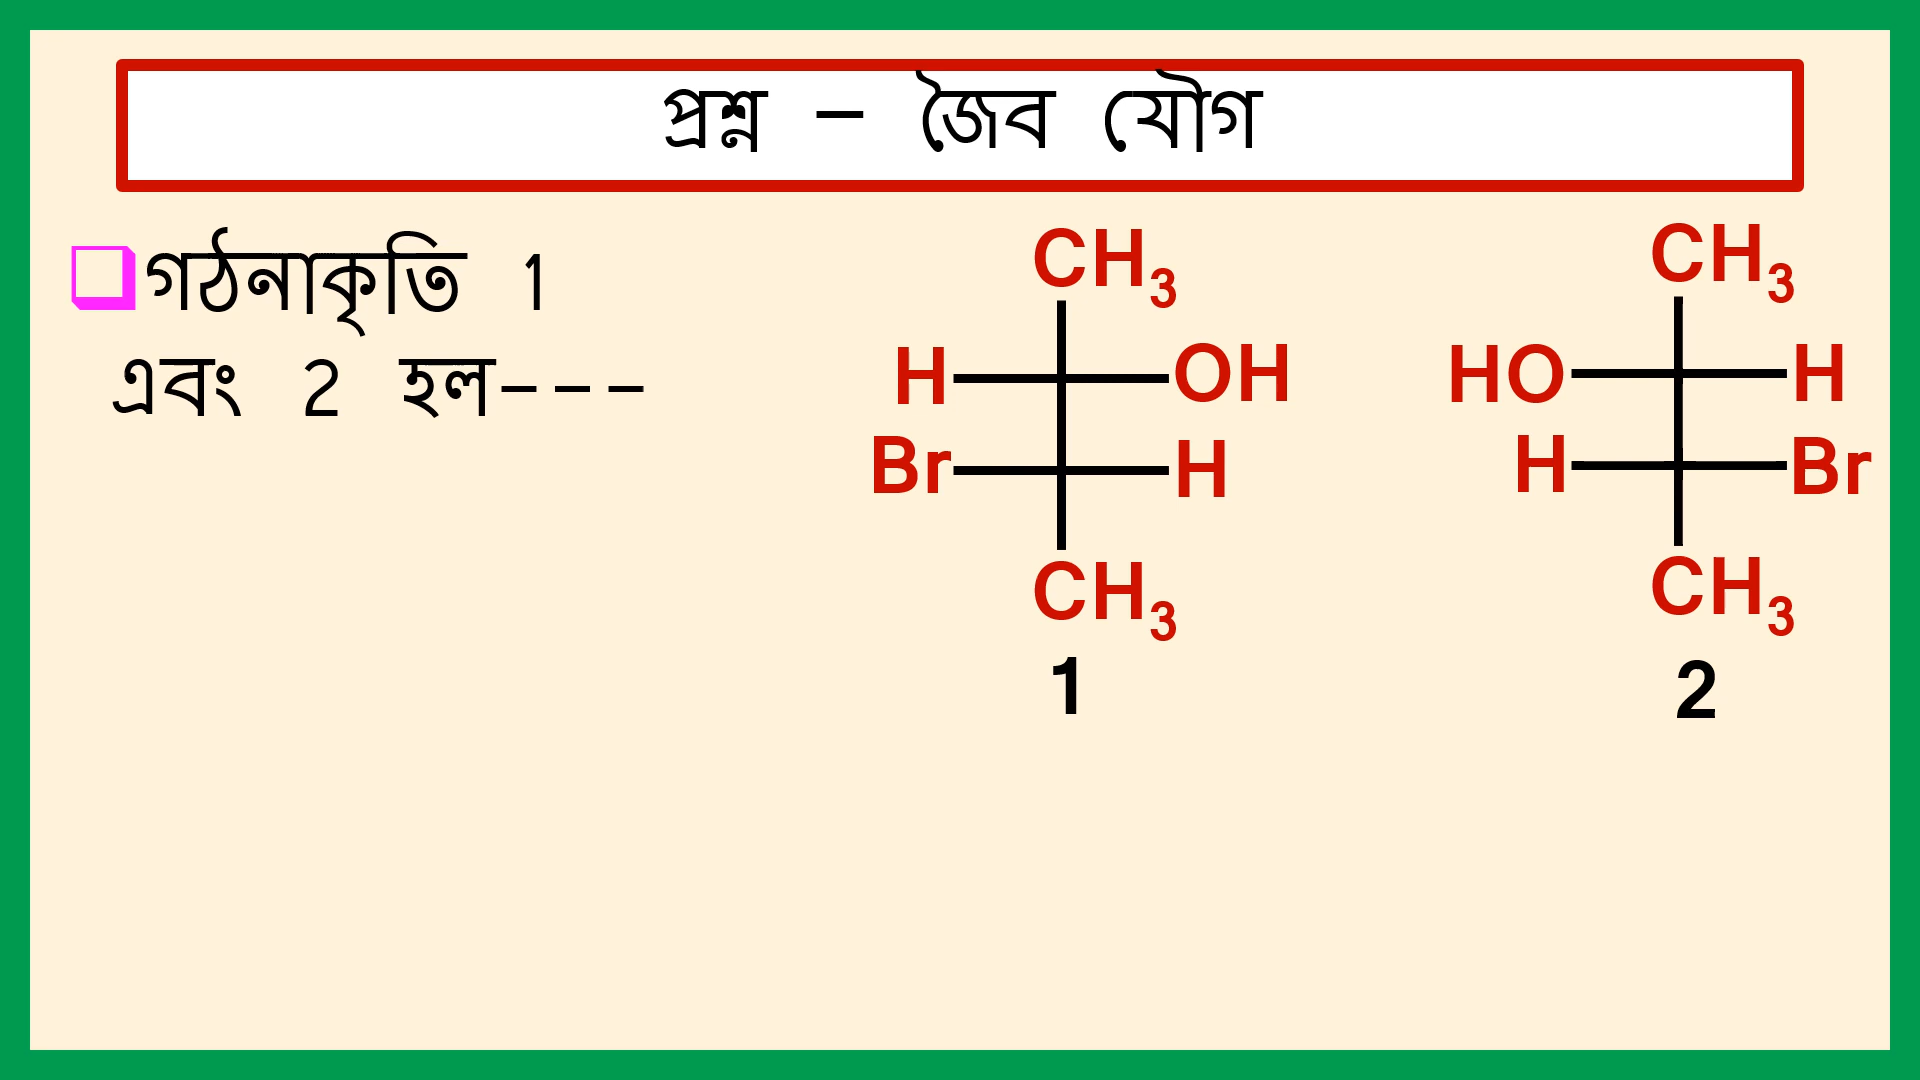 প্রশ্ন – জৈব যৌগ
❑গঠনাকৃতি 1
এবং 2 হল---
CH₃
H OH
Br H
CH₃
1
CH₃
HO H
H Br
CH₃
2